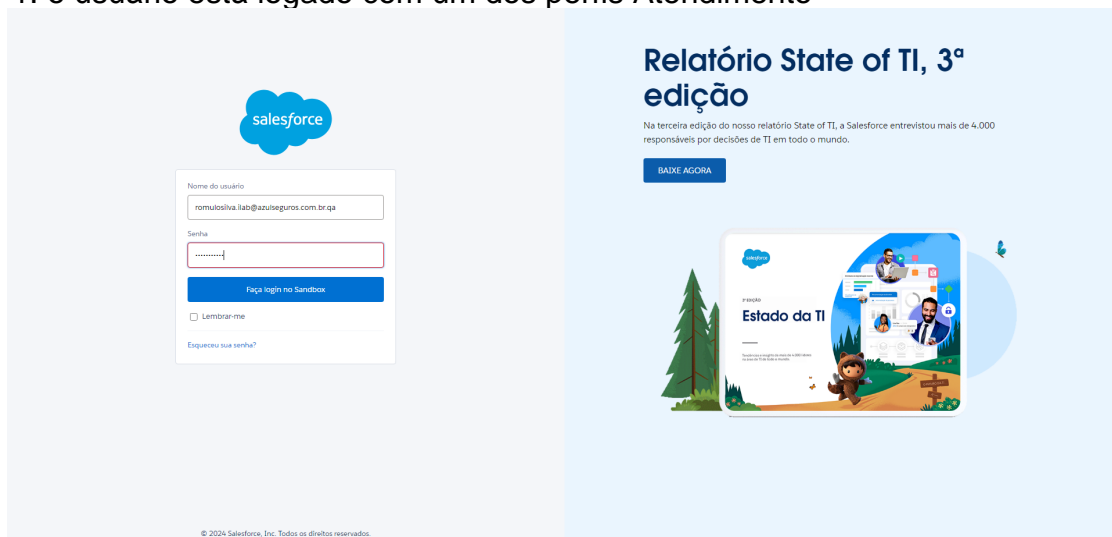 1. o usuário está logado com um dos perfis Atendimento
salesforce
Nome do usuário
romulosilva.ilab@azulseguros.com.br.qa
Senha
Faça login no Sandbox
Lembrar-me
Esqueceu sua senha?
© 2024 Salesforce, Inc. Todos os direitos reservados.
Relatório State of TI, 3ª
edição
Na terceira edição do nosso relatório State of TI, a Salesforce entrevistou mais de 4.000
responsáveis por decisões de TI em todo o mundo.
BAIXE AGORA
salesforce
3ª EDIÇÃO
Estado da TI